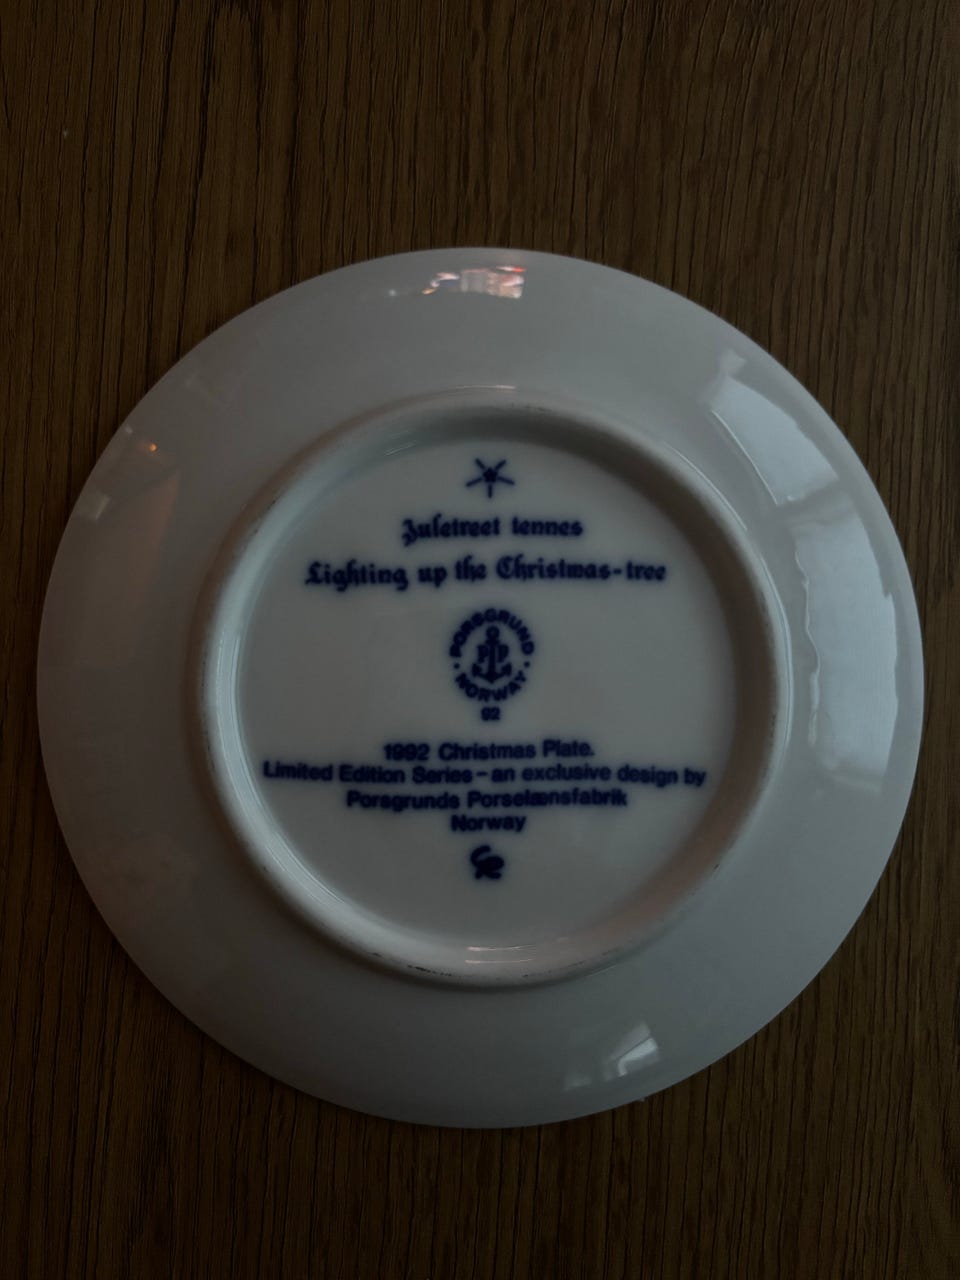 Juletreet tennes
Lighting up the Christmas-tree
PORSGRUND
PP
NORWAY
92
1992 Christmas Plate.
Limited Edition Series - an exclusive design by
Porsgrunds Porselænsfabrik
Norway